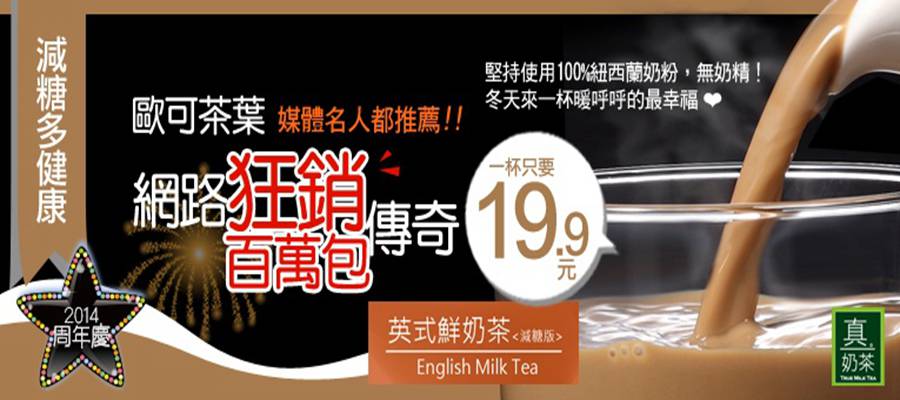 減糖多健康
歐可茶葉 媒體名人都推薦!!
網路狂銷百萬包傳奇
堅持使用100%紐西蘭奶粉，無奶精！
冬天來一杯暖呼呼的最幸福❤
一杯只要
19.9元
2014
周年慶
英式鮮奶茶<減糖版>
English Milk Tea
真。
奶茶
TRUE MILK TEA